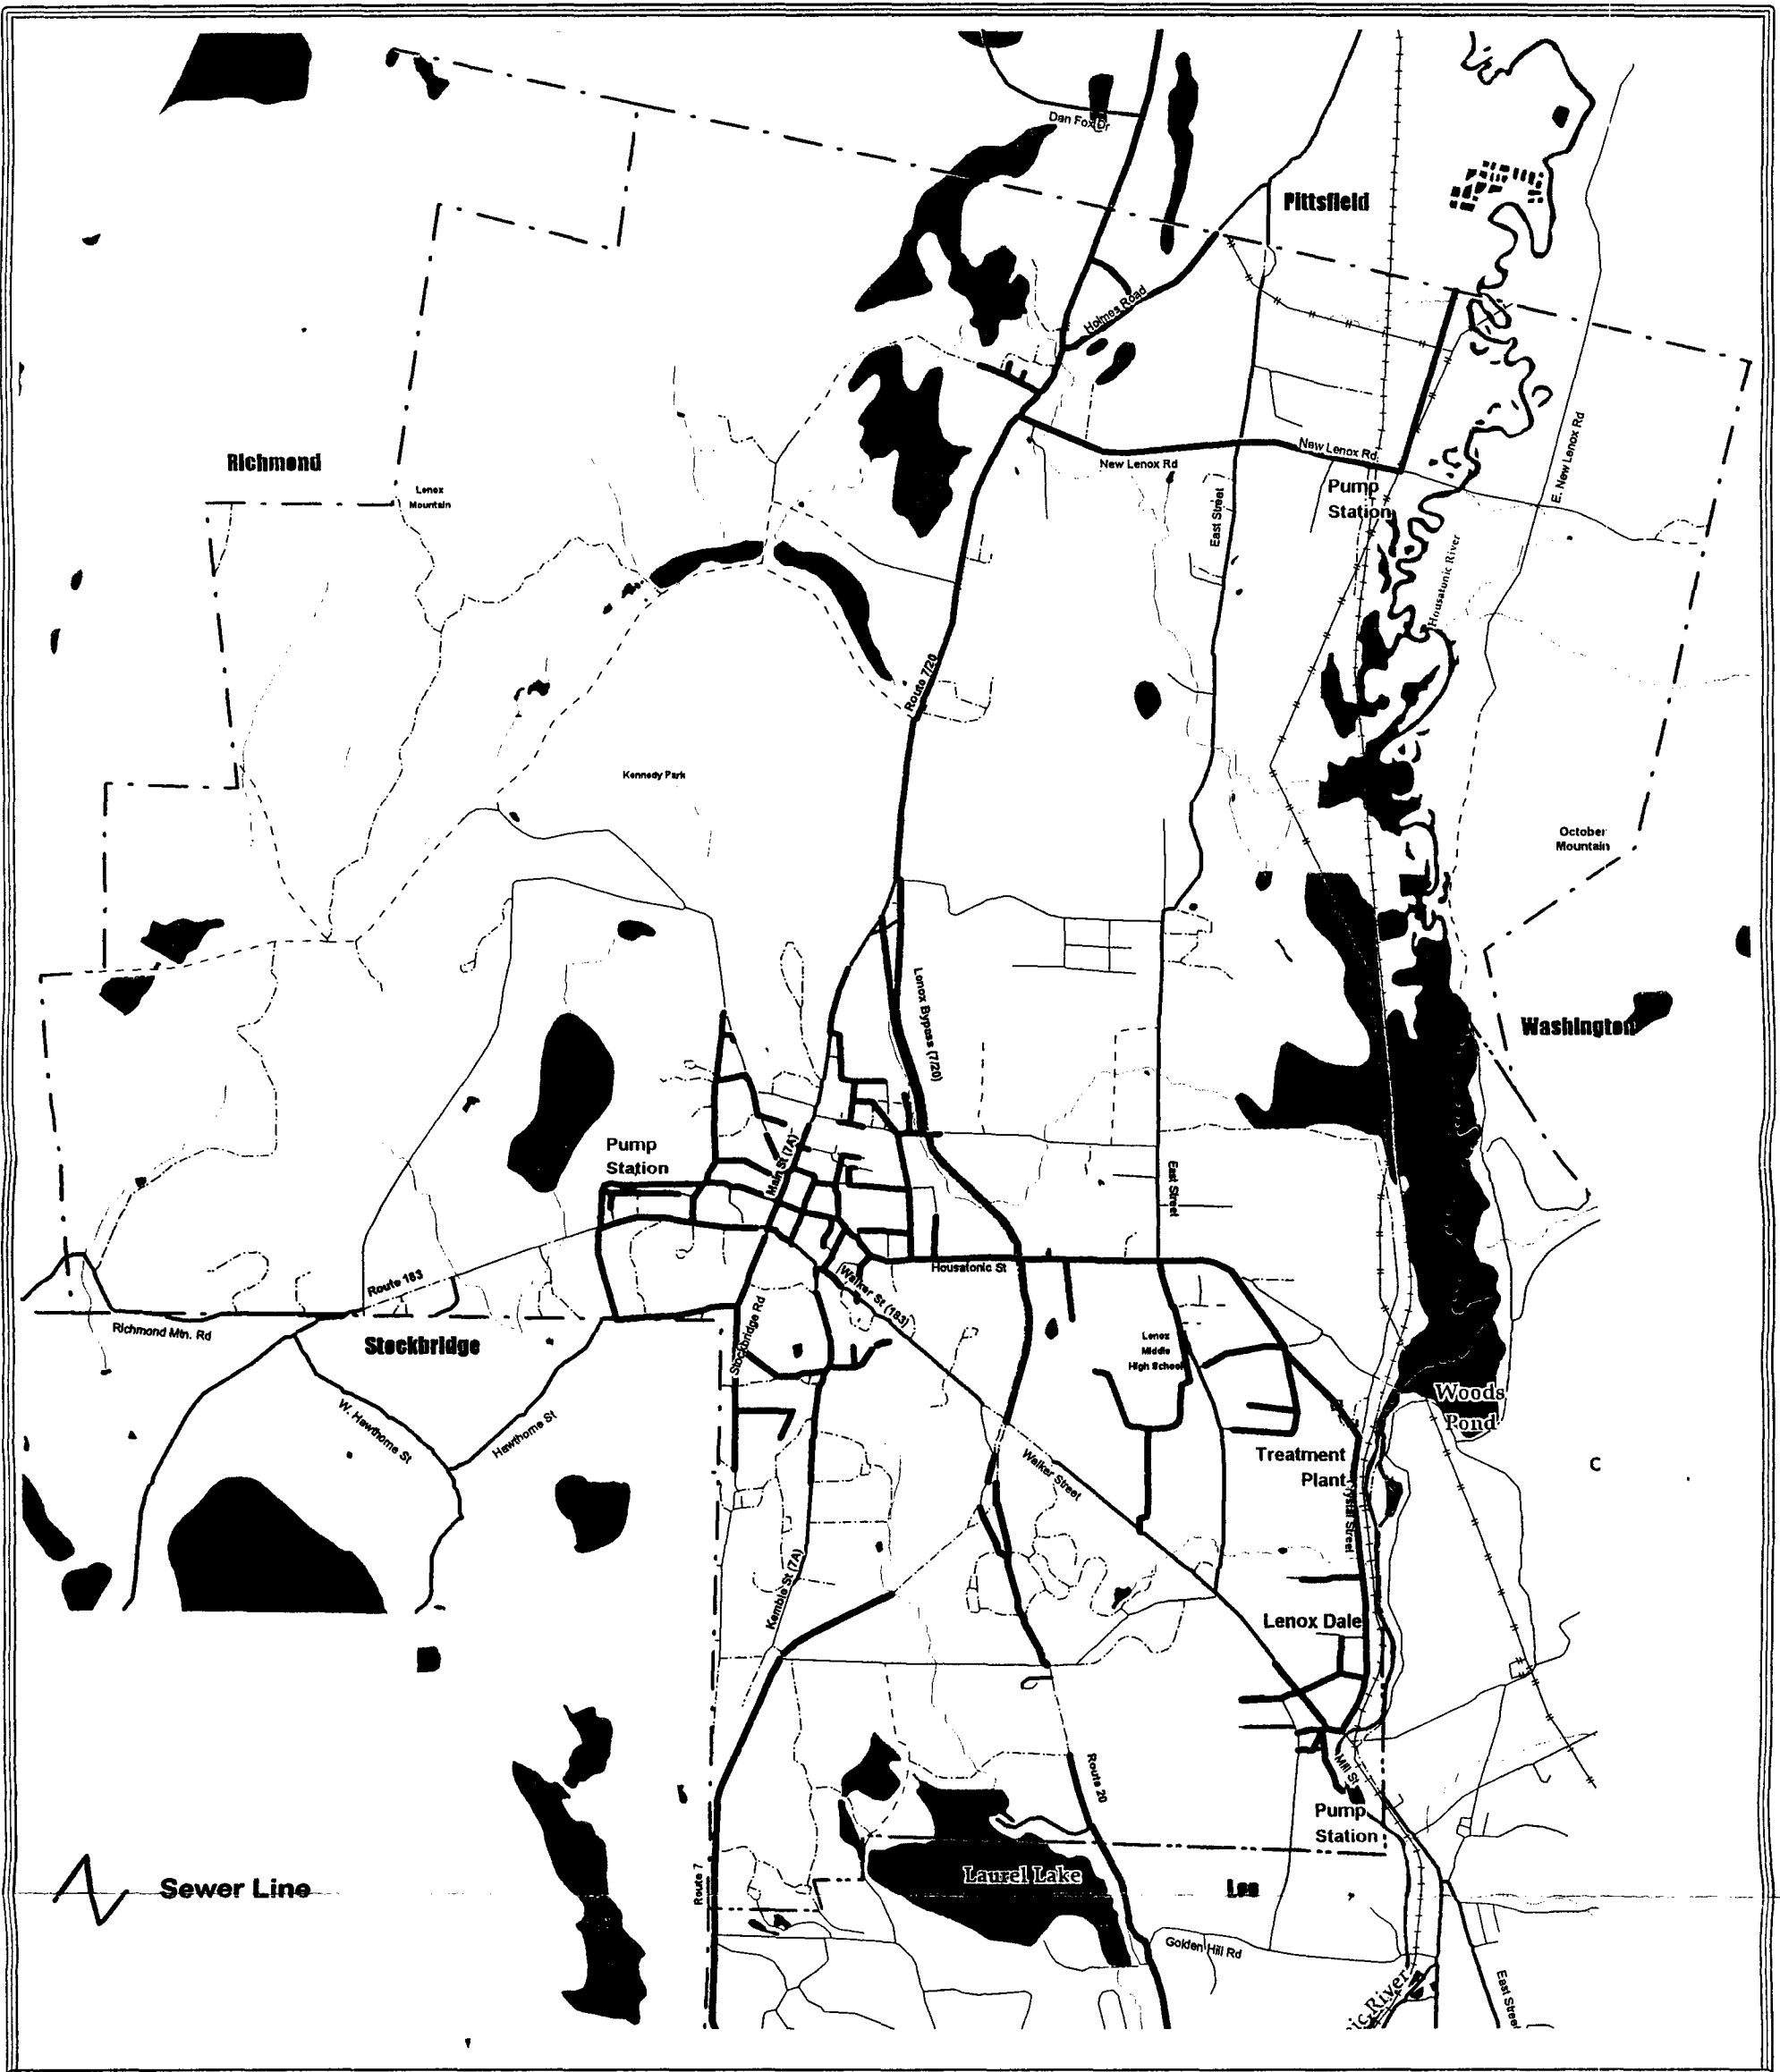 Dan Fox Dr
Pittsfield
Holmes Road
Richmond
Lenox
Mountain
New Lenox Rd
New Lenox Rd
E. New Lenox Rd
Pump
Station
East Street
Housatunic River
Route 7/20
Kennedy Park
October
Mountain
Lenox Bypass (7/20)
Washington
Pump
Station
Main St (7A)
East Street
Housatonic St
Route 183
Walker St (183)
Richmond Mtn. Rd
Stockbridge
Stockbridge Rd
Lenox
Middle
High School
Woods
Pond
W. Hawthorne St
Hawthorne St
Treatment
Plant
Walker Street
C
Kemble St (7A)
Lenox Dale
Mill St
Route 20
Pump
Station
Laurel Lake
Lee
Route 7
Sewer Line
Golden Hill Rd
East Street